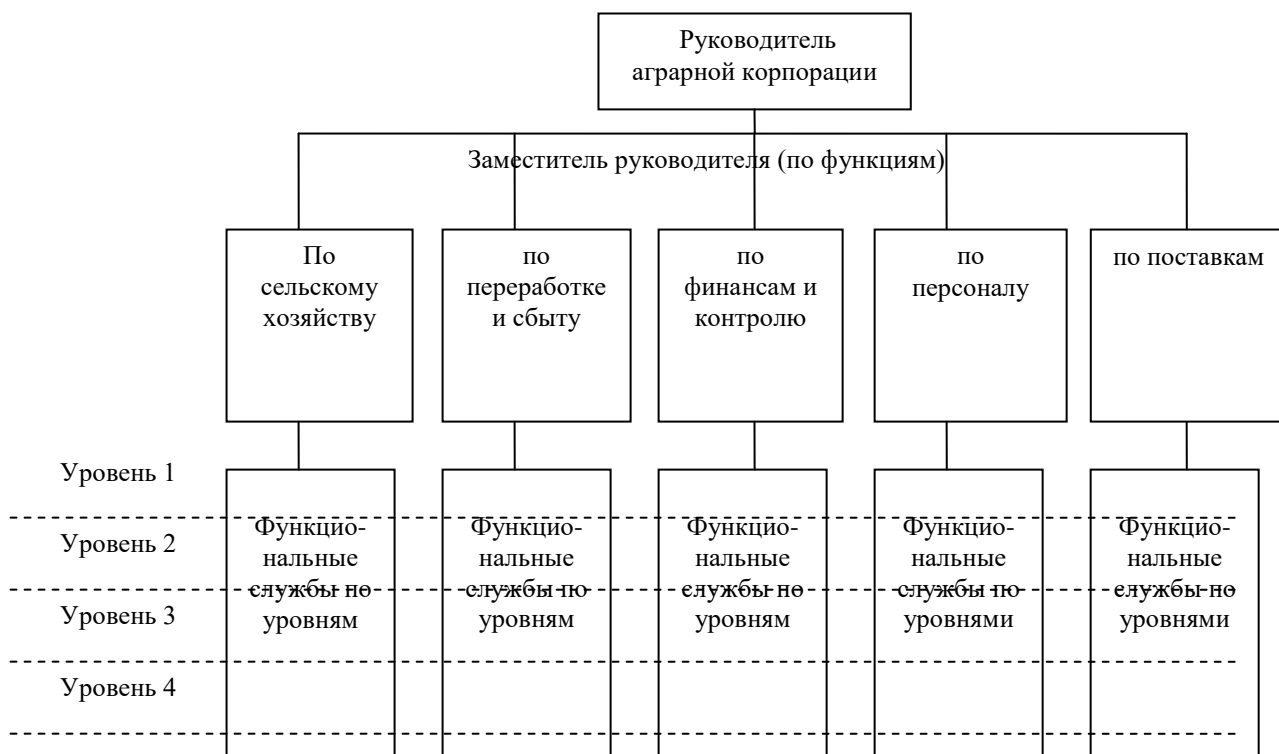 Руководитель
аграрной корпорации
Заместитель руководителя (по функциям)
По
сельскому
хозяйству
по
переработке
и сбыту
по
финансам и
контролю
по
персоналу
по поставкам
Уровень 1
Уровень 2
Уровень 3
Уровень 4
Функцио-
нальные
службы по
уровням
Функцио-
нальные
службы по
уровням
Функцио-
нальные
службы по
уровням
Функцио-
нальные
службы по
уровнями
Функцио-
нальные
службы по
уровнями